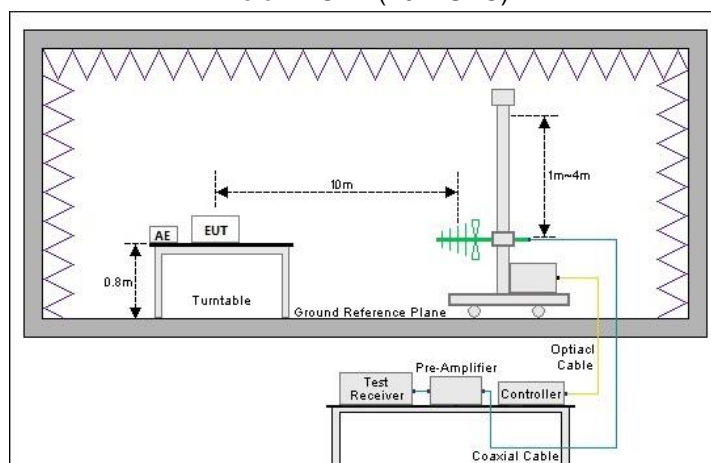 10m
1m~4m
AE
EUT
0.8m
Turntable
Ground Reference Plane
Optiacl
Cable
Pre-Amplifier
Test
Receiver
Controller
Coaxial Cable